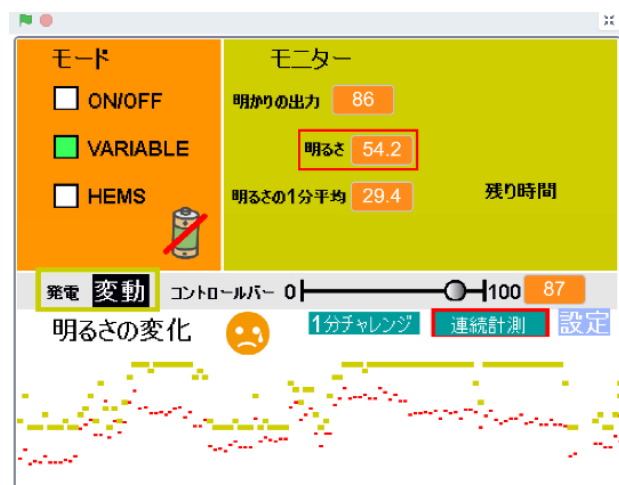 モード
モニター
ON/OFF
明かりの出力 86
VARIABLE
明るさ 54.2
HEMS
明るさの1分平均 29.4
残り時間
発電 変動 コントロールバー 0 100 87
明るさの変化
1分チャレンジ
連続計測
設定